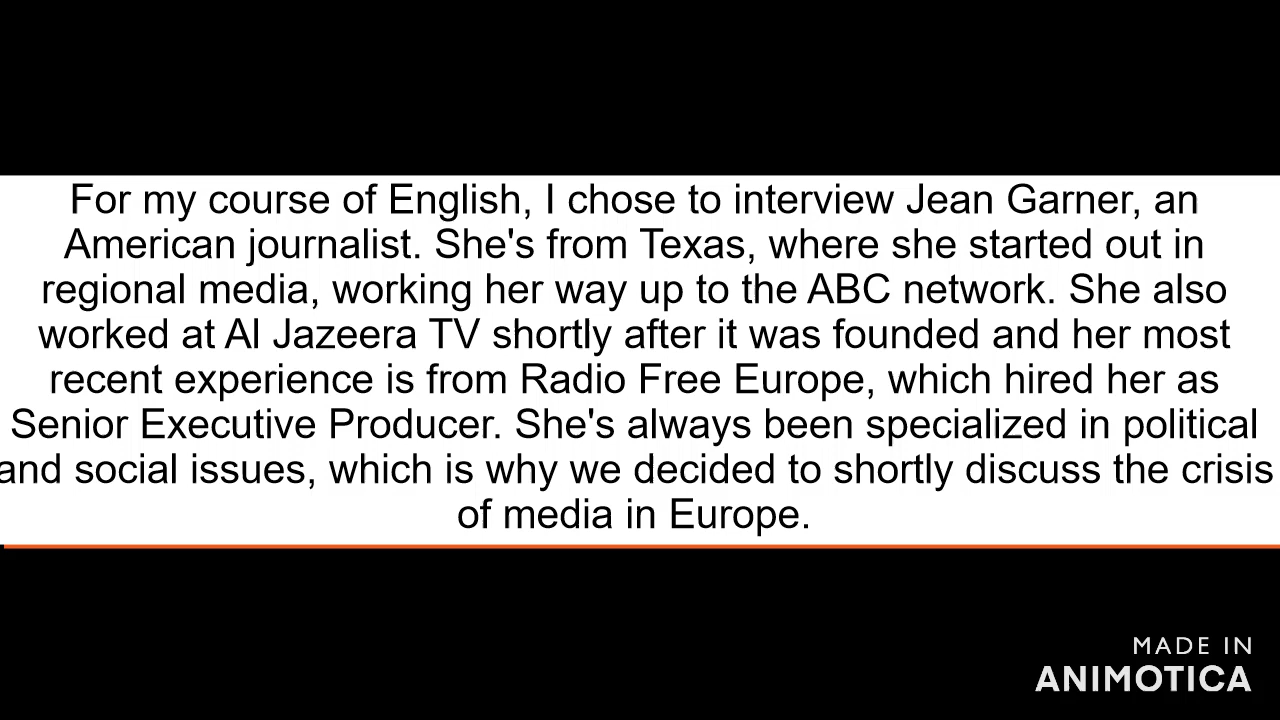 For my course of English, I chose to interview Jean Garner, an
American journalist. She's from Texas, where she started out in
regional media, working her way up to the ABC network. She also
worked at Al Jazeera TV shortly after it was founded and her most
recent experience is from Radio Free Europe, which hired her as
Senior Executive Producer. She's always been specialized in political
and social issues, which is why we decided to shortly discuss the crisis
of media in Europe.
MADE IN
ANIMOTICA